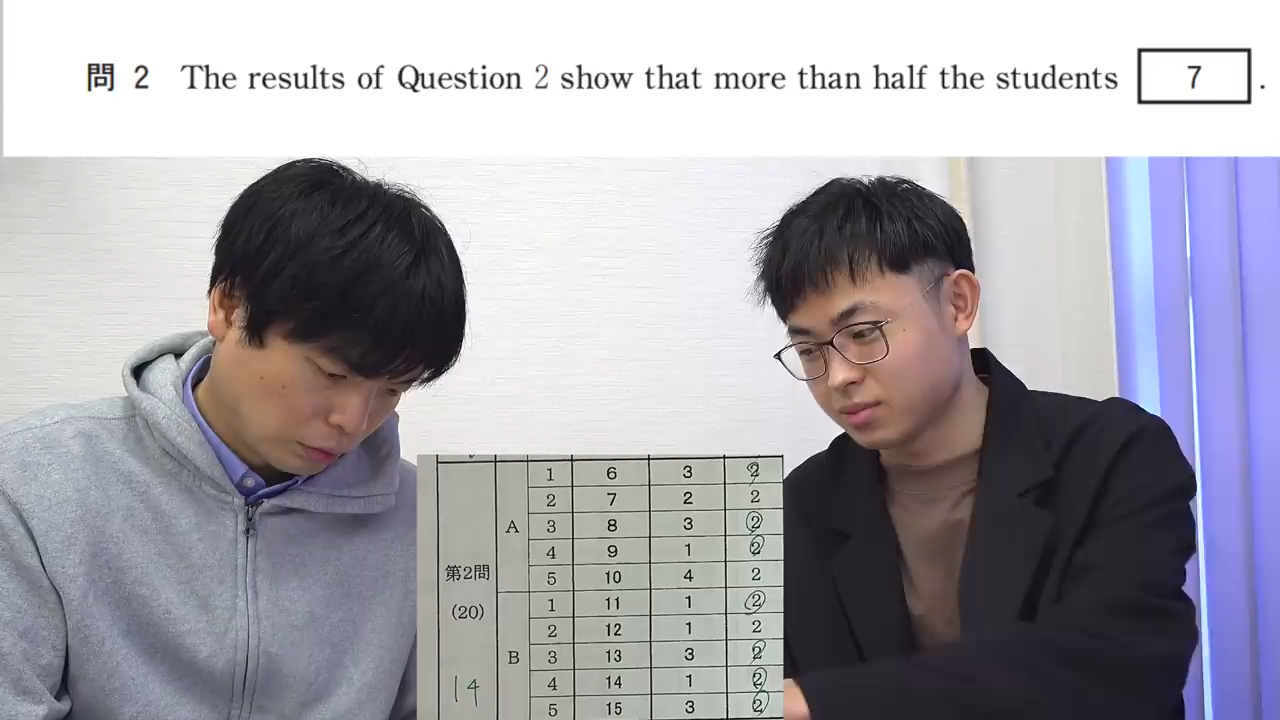 問 2 The results of Question 2 show that more than half the students 7 .
1 6 3 2
2 7 2 2
A 3 8 3 2
4 9 1 2
5 10 4 2
第2問
(20)
14
1 11 1 2
2 12 1 2
B 3 13 3 2
4 14 1 2
5 15 3 2